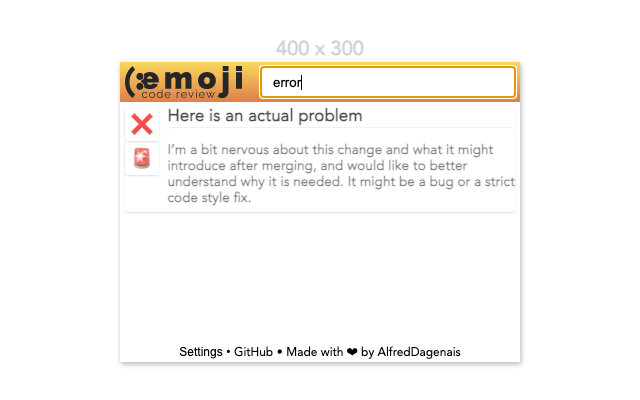 400 x 300
(:emoji
code review
error
Here is an actual problem
I’m a bit nervous about this change and what it might
introduce after merging, and would like to better
understand why it is needed. It might be a bug or a strict
code style fix.
Settings • GitHub • Made with ❤ by AlfredDagenais